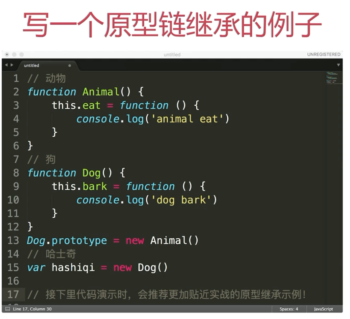 写一个原型链继承的例子
untitled
UNREGISTERED
untitled
1 // 动物
2 function Animal() {
3     this.eat = function () {
4         console.log('animal eat')
5     }
6 }
7 // 狗
8 function Dog() {
9     this.bark = function () {
10         console.log('dog bark')
11     }
12 }
13 Dog.prototype = new Animal()
14 // 哈士奇
15 var hashiqi = new Dog()
16
17 // 接下里代码演示时，会推荐更加贴近实战的原型继承示例！
Line 17, Column 30
Spaces: 4
JavaScript